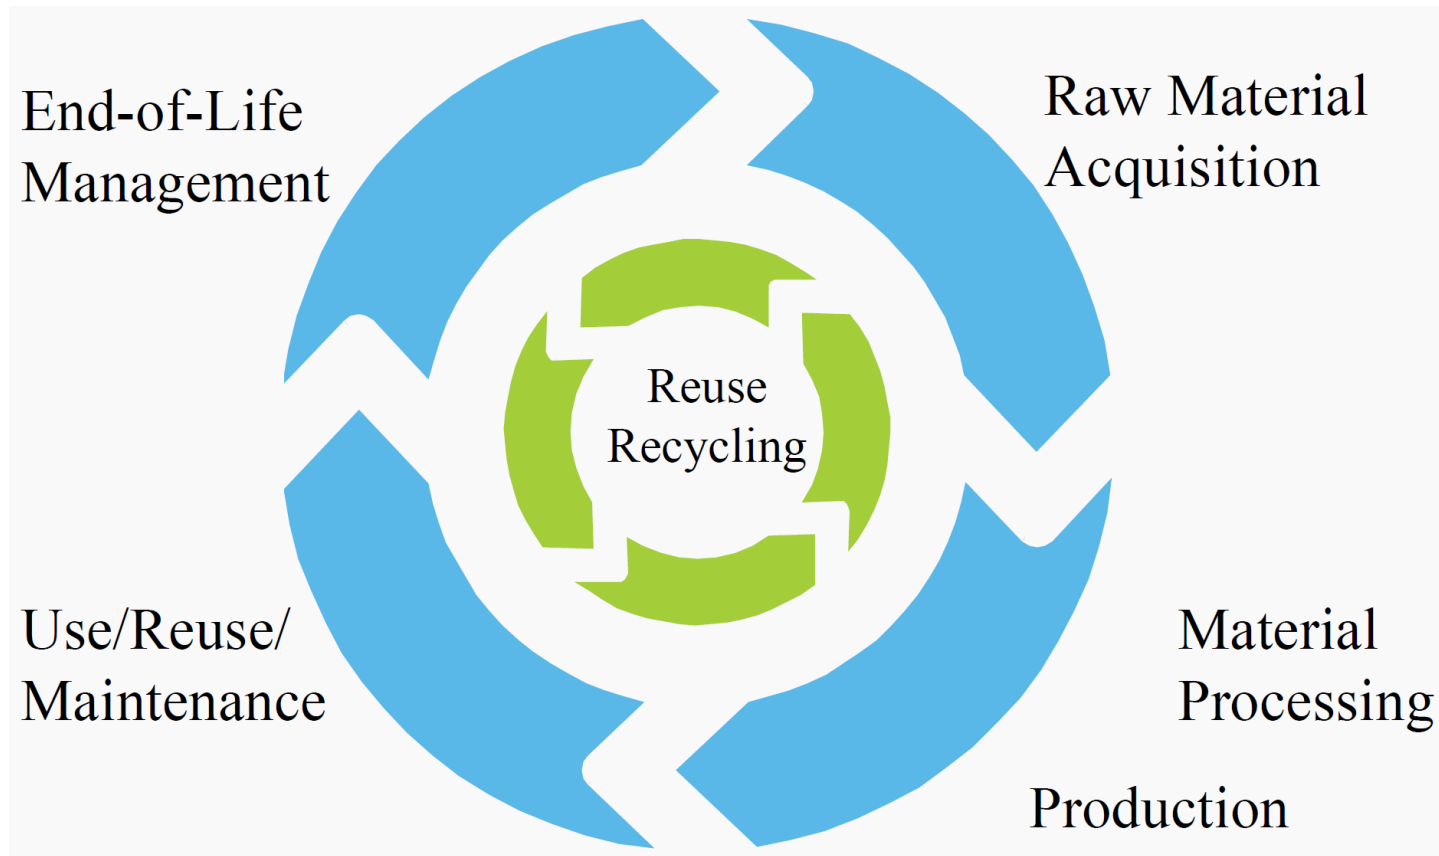 End-of-Life
Management
Raw Material
Acquisition
Reuse
Recycling
Use/Reuse/
Maintenance
Material
Processing
Production